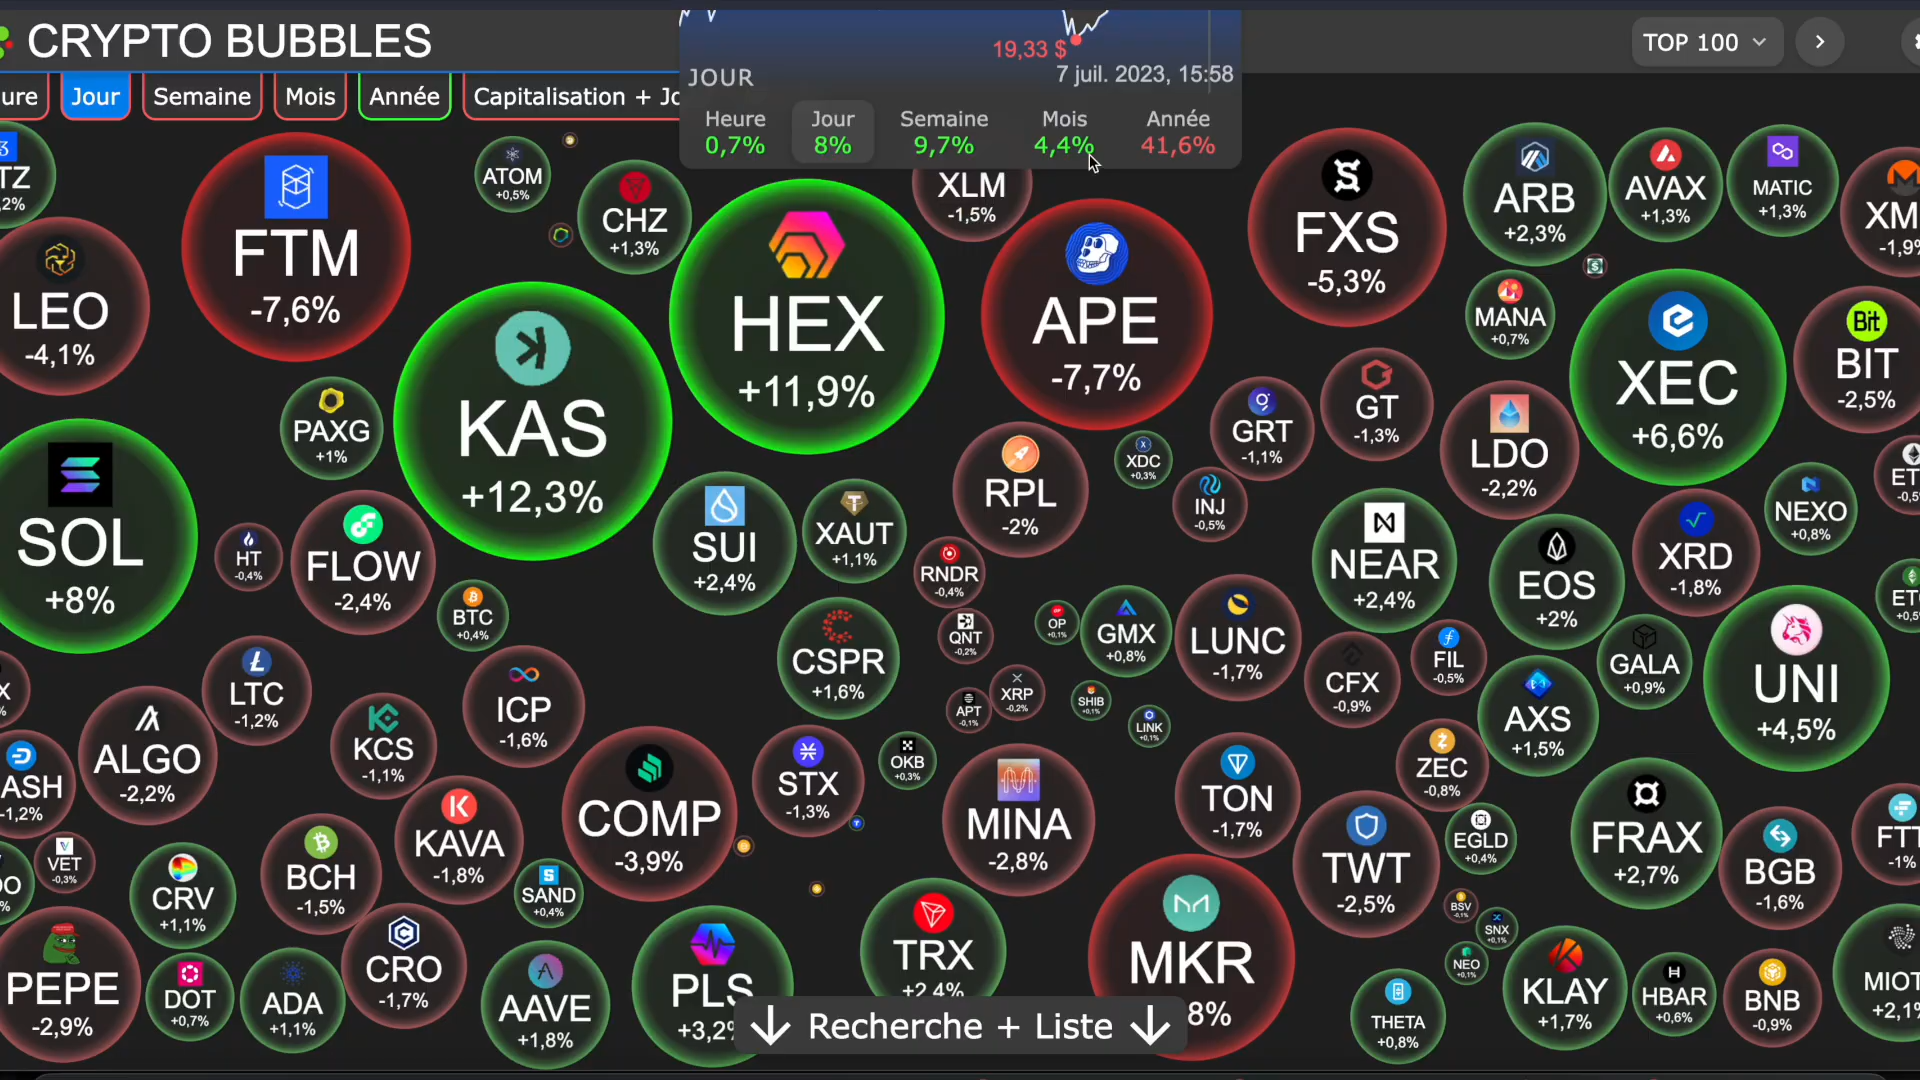 CRYPTO BUBBLES
TOP 100
19,33 $
JOUR
7 juil. 2023, 15:58
Heure
0,7%
Jour
8%
Semaine
9,7%
Mois
4,4%
Année
41,6%
ure
Jour
Semaine
Mois
Année
Capitalisation + Jo
TZ
FTM
-7,6%
ATOM
+0,5%
CHZ
+1,3%
HEX
+11,9%
XLM
-1,5%
APE
-7,7%
FXS
-5,3%
ARB
+2,3%
AVAX
+1,3%
MATIC
+1,3%
XM
-1,9%
LEO
-4,1%
PAXG
+1%
KAS
+12,3%
MANA
+0,7%
XEC
+6,6%
Bit
BIT
-2,5%
SOL
+8%
HT
-0,4%
FLOW
-2,4%
BTC
+0,4%
SUI
+2,4%
XAUT
+1,1%
RPL
-2%
XDC
+0,3%
GRT
-1,1%
GT
-1,3%
LDO
-2,2%
INJ
-0,5%
RNDR
-0,4%
NEAR
+2,4%
EOS
+2%
XRD
-1,8%
NEXO
+0,8%
ET
-0,5%
ET
+0,5%
LTC
-1,2%
ICP
-1,6%
KCS
-1,1%
ALGO
-2,2%
ASH
-1,2%
CSPR
+1,6%
QNT
-0,2%
OP
+0,1%
GMX
+0,8%
LUNC
-1,7%
CFX
-0,9%
FIL
-0,5%
GALA
+0,9%
UNI
+4,5%
AXS
+1,5%
APT
-0,1%
XRP
-0,2%
SHIB
+0,1%
LINK
+0,1%
COMP
-3,9%
STX
-1,3%
OKB
+0,3%
MINA
-2,8%
TON
-1,7%
ZEC
-0,8%
TWT
-2,5%
EGLD
+0,4%
FRAX
+2,7%
BGB
-1,6%
FTT
-1%
VET
-0,3%
CRV
+1,1%
BCH
-1,5%
KAVA
-1,8%
SAND
+0,4%
PEPE
-2,9%
DOT
+0,7%
ADA
+1,1%
CRO
-1,7%
AAVE
+1,8%
PLS
+3,2%
TRX
+2,4%
MKR
8%
BSV
-0,1%
SNX
+0,1%
NEO
+0,1%
THETA
+0,8%
KLAY
+1,7%
HBAR
+0,6%
BNB
-0,9%
MIOT
+2,1%
↓ Recherche + Liste ↓